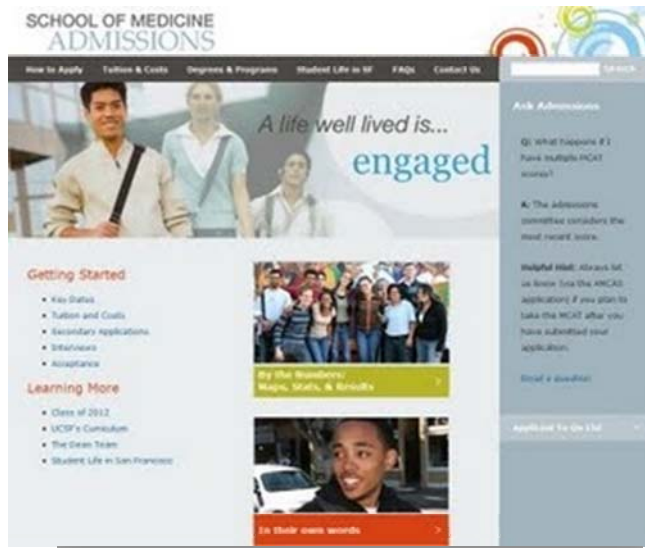 SCHOOL OF MEDICINE
ADMISSIONS
How to Apply Tuition & Costs Degrees & Programs Student Life in SF FAQs Contact Us SEARCH
A life well lived is...
engaged
Ask Admissions
Q: What happens if I
have multiple MCAT
scores?
A: The admissions
committee considers the
most recent score.
Helpful Hint: Always let
us know (via the AMCAS
application) if you plan to
take the MCAT after you
have submitted your
application.
Read a question
Applicant To Do List
Getting Started
Key Dates
Tuition and Costs
Secondary Applications
Interviews
Acceptance
Learning More
Class of 2012
UCSF's Curriculum
The Dean Team
Student Life in San Francisco
By the Numbers:
Maps, Stats, & Results >
In their own words >